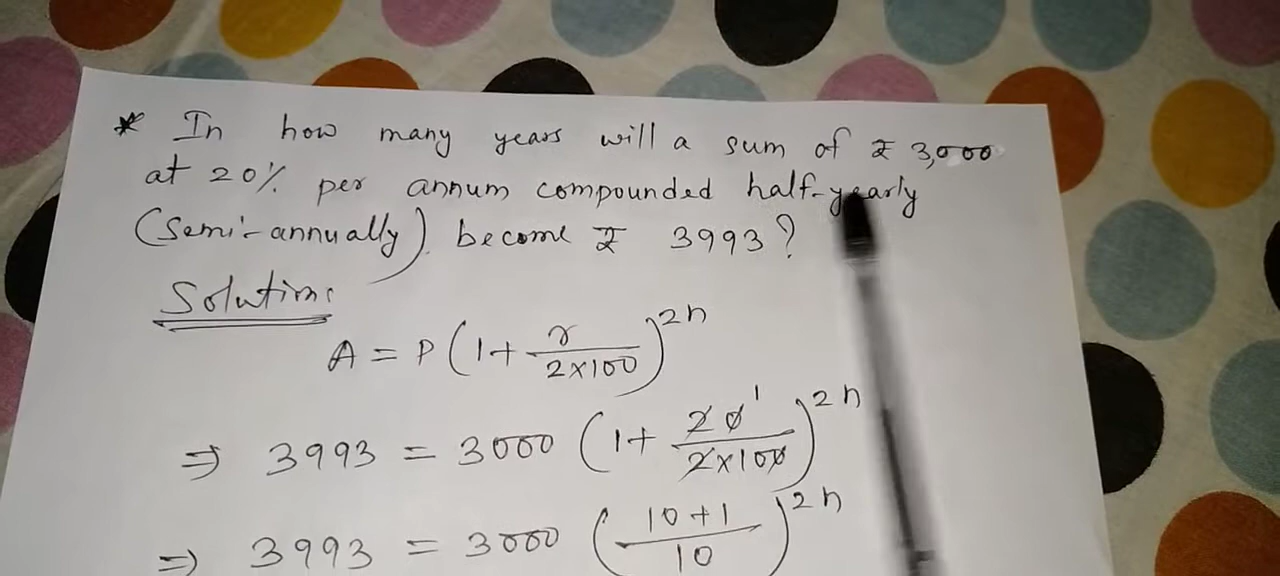 * In how many years will a sum of ₹ 3,000
at 20% per annum compounded half-yearly
(Semi-annually) become ₹ 3993?
Solution:
A = P (1 + r/(2×100))^2n
⇒ 3993 = 3000 (1 + 20/(2×100))^2n 1
⇒ 3993 = 3000 ((10+1)/10)^2n